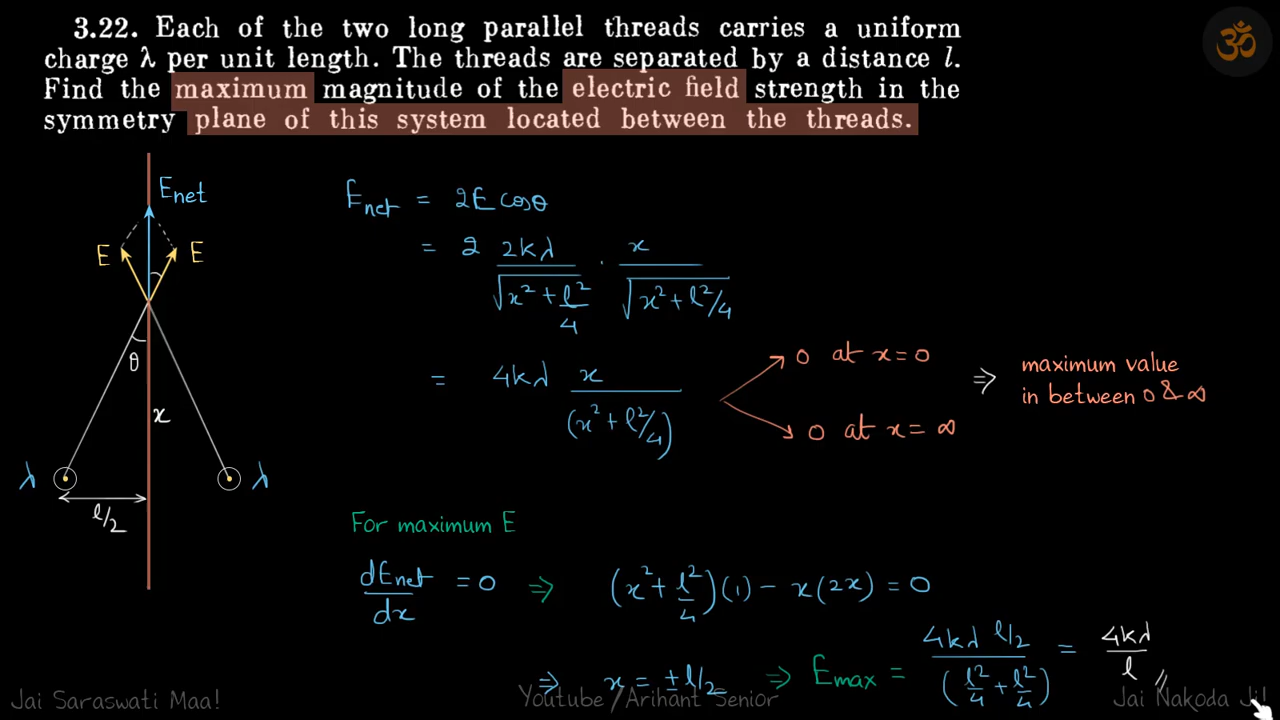 3.22. Each of the two long parallel threads carries a uniform
charge λ per unit length. The threads are separated by a distance l.
Find the maximum magnitude of the electric field strength in the
symmetry plane of this system located between the threads.
ॐ
E_net
E E
θ
x
λ λ
l/2
E_net = 2E cosθ
= 2 2kλ/√(x² + l²/4) · x/√(x² + l²/4)
= 4kλ x/(x² + l²/4)
0 at x = 0
0 at x = ∞
⇒ maximum value
in between 0 & ∞
For maximum E
dE_net/dx = 0 ⇒ (x² + l²/4)(1) − x(2x) = 0
⇒ x = ± l/2 ⇒ E_max = 4kλ l/2 / (l²/4 + l²/4) = 4kλ/l //
Jai Saraswati Maa! Youtube/Arihant Senior Jai Nakoda Ji!